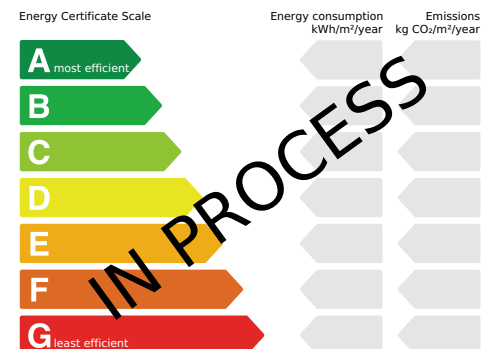 Energy Certificate Scale
Energy consumption
kWh/m²/year
Emissions
kg CO₂/m²/year
A most efficient
B
C
D
E
F
G least efficient
IN PROCESS